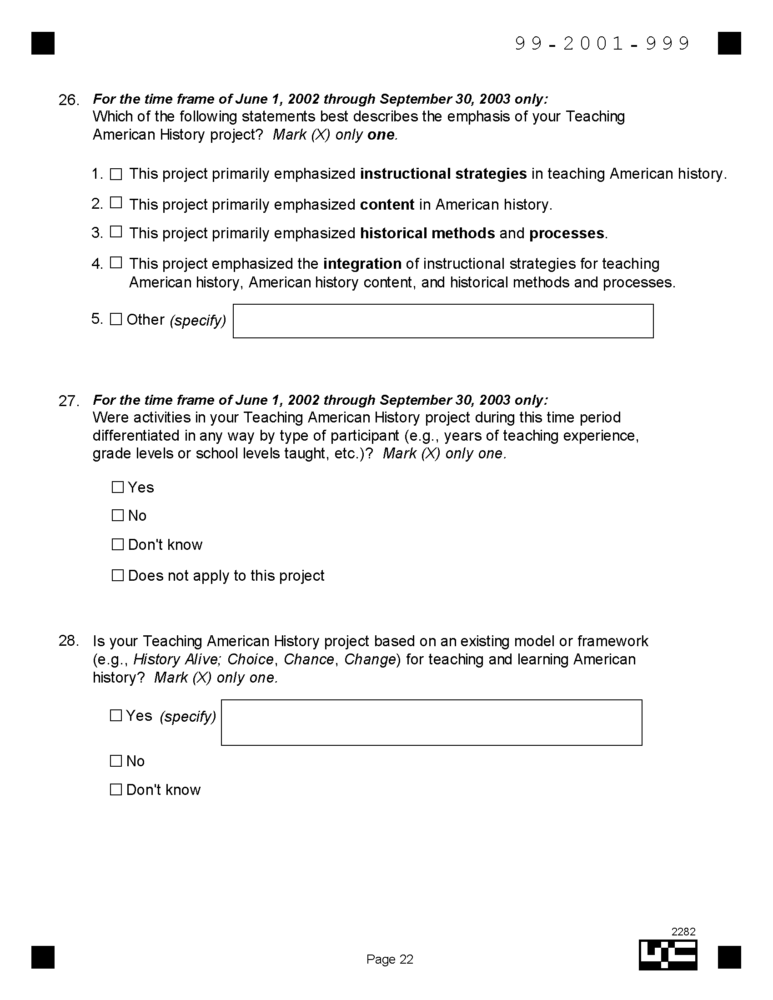 99-2001-999
26. For the time frame of June 1, 2002 through September 30, 2003 only:
Which of the following statements best describes the emphasis of your Teaching
American History project? Mark (X) only one.
1. This project primarily emphasized instructional strategies in teaching American history.
2. This project primarily emphasized content in American history.
3. This project primarily emphasized historical methods and processes.
4. This project emphasized the integration of instructional strategies for teaching
American history, American history content, and historical methods and processes.
5. Other (specify)
27. For the time frame of June 1, 2002 through September 30, 2003 only:
Were activities in your Teaching American History project during this time period
differentiated in any way by type of participant (e.g., years of teaching experience,
grade levels or school levels taught, etc.)? Mark (X) only one.
Yes
No
Don't know
Does not apply to this project
28. Is your Teaching American History project based on an existing model or framework
(e.g., History Alive; Choice, Chance, Change) for teaching and learning American
history? Mark (X) only one.
Yes (specify)
No
Don't know
2282
Page 22